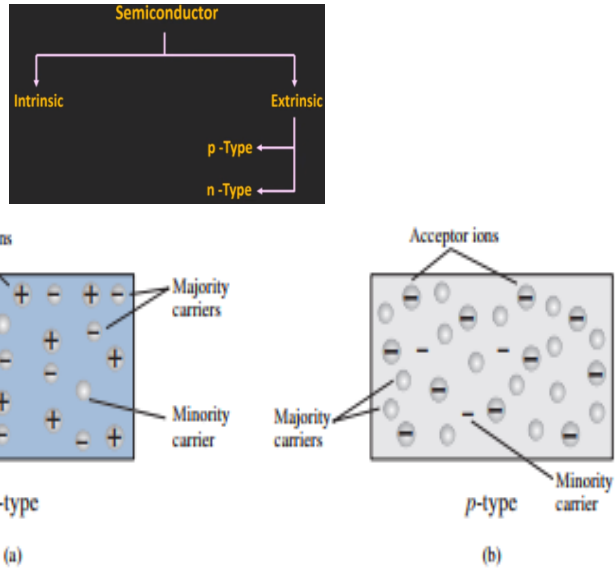 Semiconductor
Intrinsic
Extrinsic
p -Type
n -Type
ns
Majority
carriers
Minority
carrier
-type
(a)
Acceptor ions
Majority
carriers
Minority
carrier
p-type
(b)